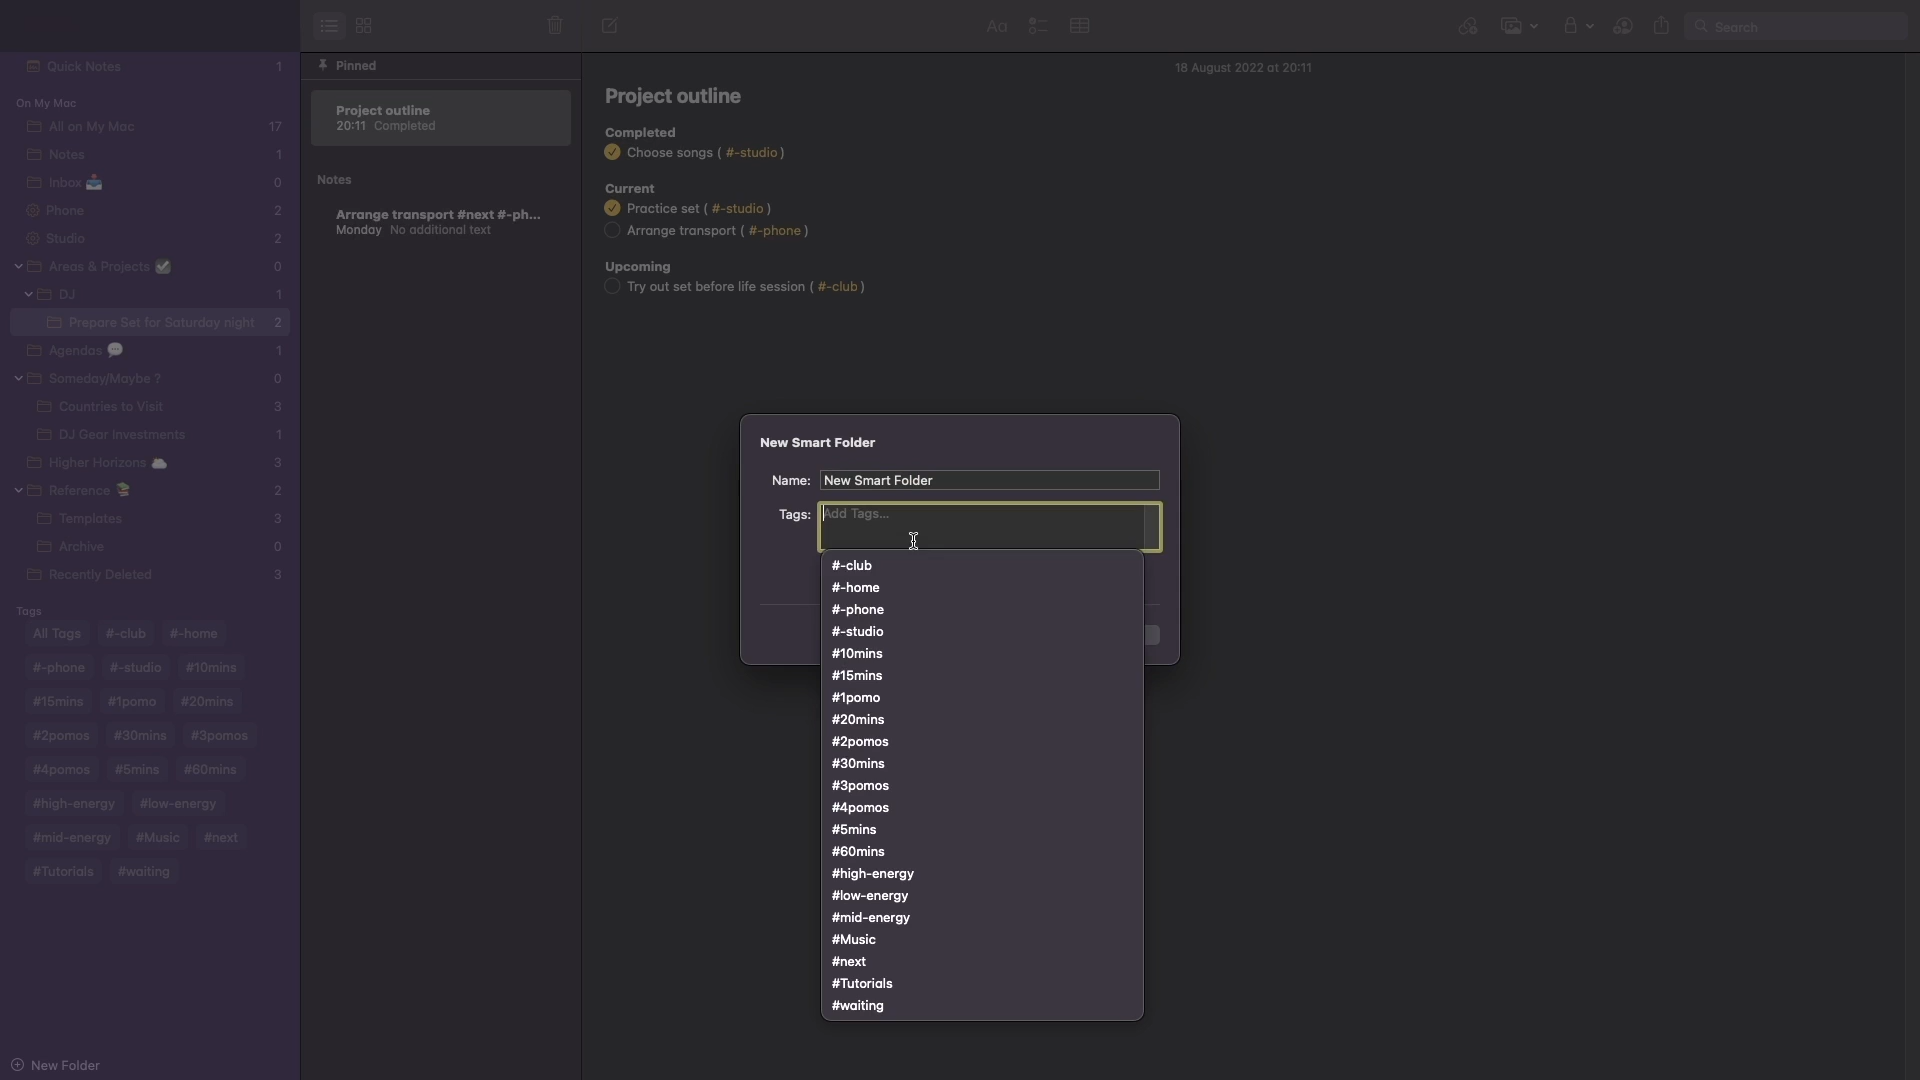 Aa
Search
Quick Notes 1
On My Mac
All on My Mac 17
Notes 1
Inbox 📥 0
Phone 2
Studio 2
Areas & Projects ✅ 0
DJ 1
Prepare Set for Saturday night 2
Agendas 💬 1
Someday/Maybe ? 0
Countries to Visit 3
DJ Gear Investments 1
Higher Horizons ☁️ 3
Reference 📚 2
Templates 3
Archive 0
Recently Deleted 3
Tags
All Tags #-club #-home
#-phone #-studio #10mins
#15mins #1pomo #20mins
#2pomos #30mins #3pomos
#4pomos #5mins #60mins
#high-energy #low-energy
#mid-energy #Music #next
#Tutorials #waiting
New Folder
Pinned
Project outline
20:11 Completed
Notes
Arrange transport #next #-ph...
Monday No additional text
18 August 2022 at 20:11
Project outline
Completed
Choose songs ( #-studio )
Current
Practice set ( #-studio )
Arrange transport ( #-phone )
Upcoming
Try out set before life session ( #-club )
New Smart Folder
Name: New Smart Folder
Tags: Add Tags...
#-club
#-home
#-phone
#-studio
#10mins
#15mins
#1pomo
#20mins
#2pomos
#30mins
#3pomos
#4pomos
#5mins
#60mins
#high-energy
#low-energy
#mid-energy
#Music
#next
#Tutorials
#waiting